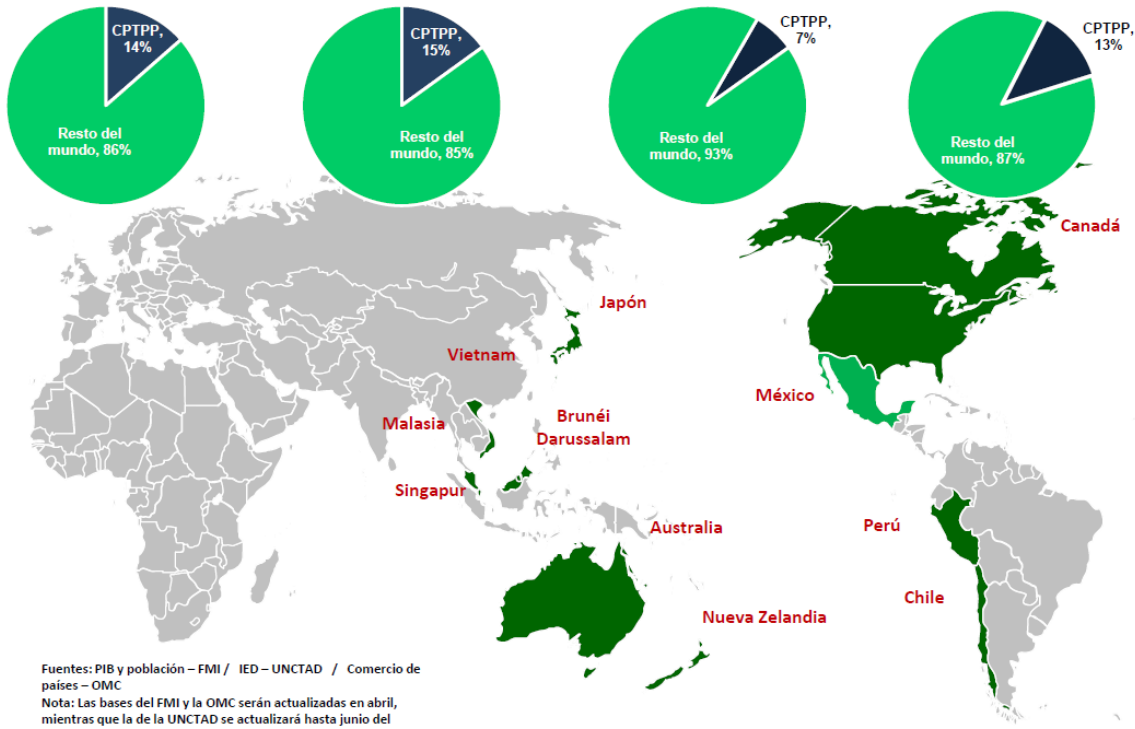 CPTPP,
14%
Resto del
mundo, 86%
CPTPP,
15%
Resto del
mundo, 85%
CPTPP,
7%
Resto del
mundo, 93%
CPTPP,
13%
Resto del
mundo, 87%
Canadá
Japón
Vietnam
México
Malasia
Brunéi
Darussalam
Singapur
Australia
Perú
Chile
Nueva Zelandia
Fuentes: PIB y población – FMI / IED – UNCTAD / Comercio de
países – OMC
Nota: Las bases del FMI y la OMC serán actualizadas en abril,
mientras que la de la UNCTAD se actualizará hasta junio del